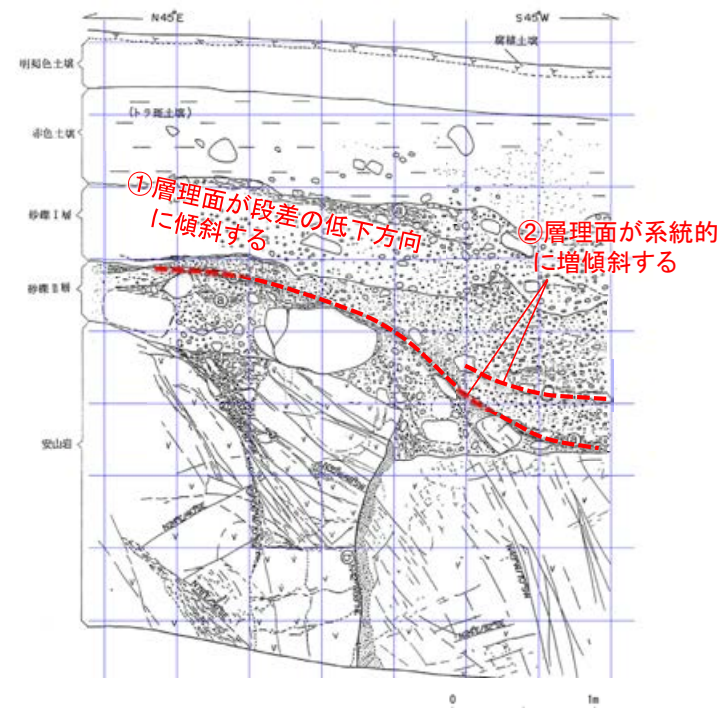 N45°E
S45°W
腐植土壌
明褐色土壌
(トラ斑土壌)
赤色土壌
①層理面が段差の低下方向
に傾斜する
砂礫Ⅰ層
②層理面が系統的
に増傾斜する
砂礫Ⅱ層
安山岩
0
1m